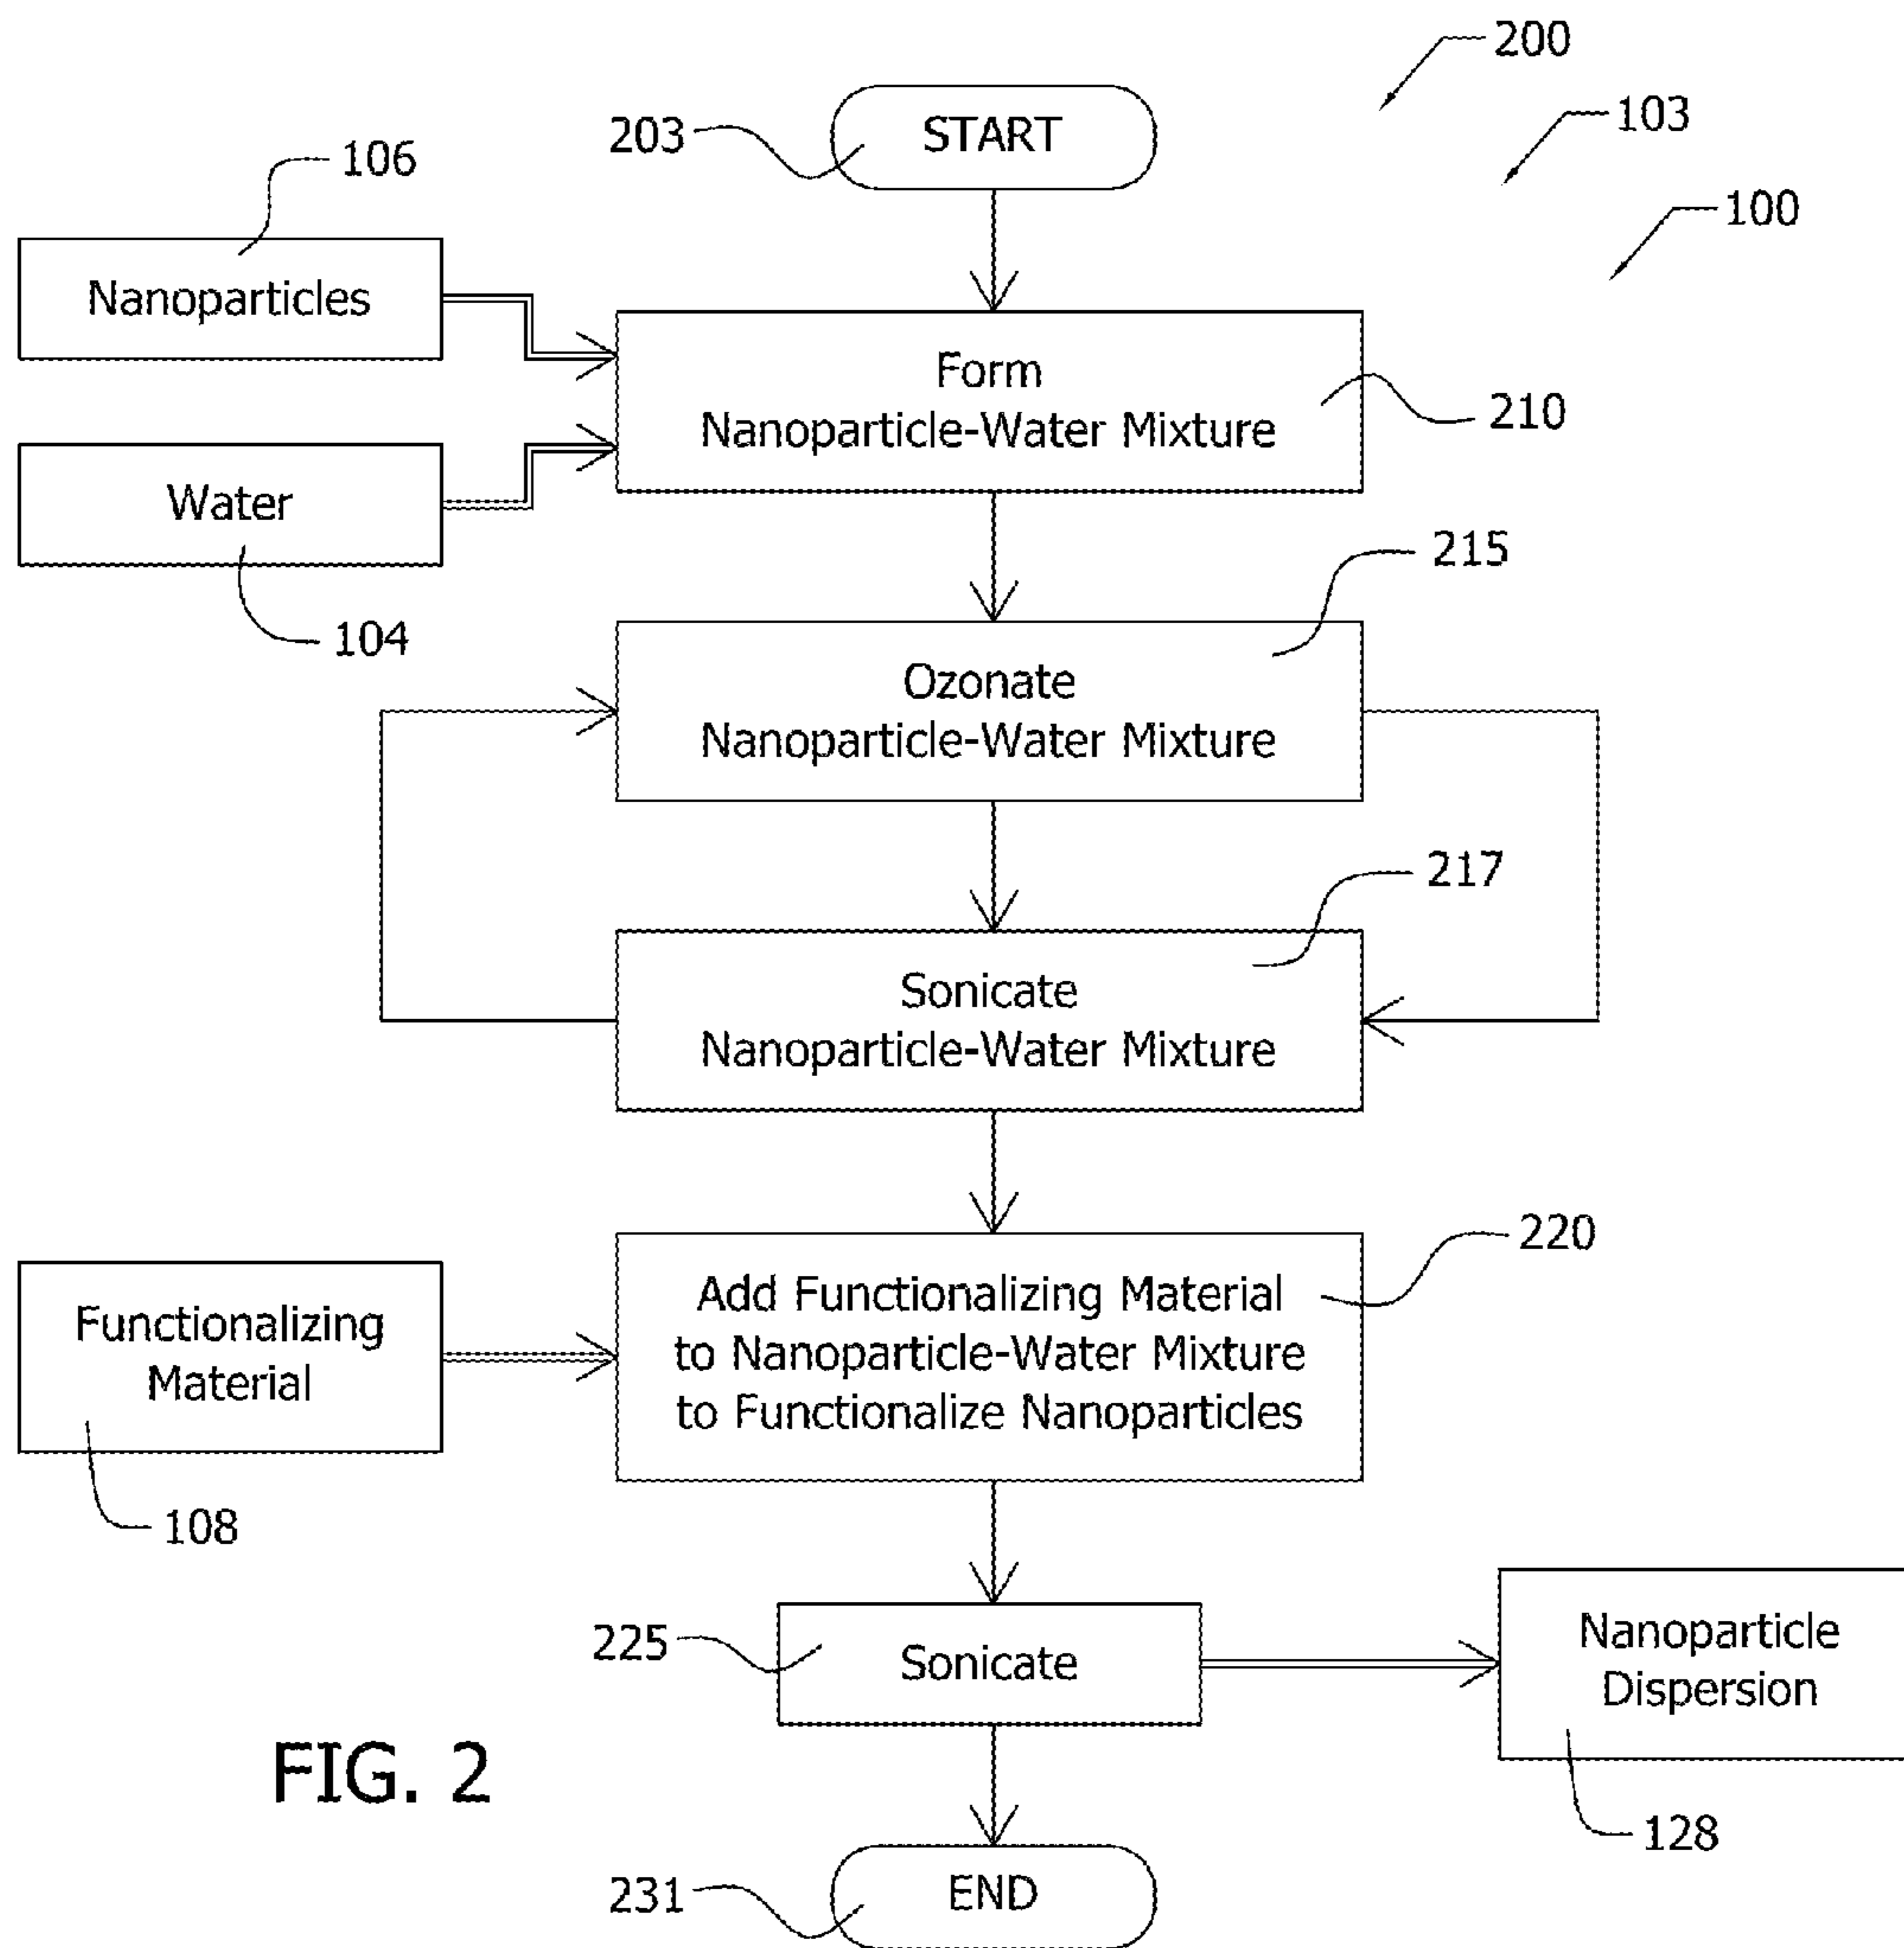 200
103
100
203
START
106
Nanoparticles
Form
Nanoparticle-Water Mixture
210
Water
104
215
Ozonate
Nanoparticle-Water Mixture
217
Sonicate
Nanoparticle-Water Mixture
220
Functionalizing
Material
108
Add Functionalizing Material
to Nanoparticle-Water Mixture
to Functionalize Nanoparticles
225
Sonicate
Nanoparticle
Dispersion
128
FIG. 2
231
END